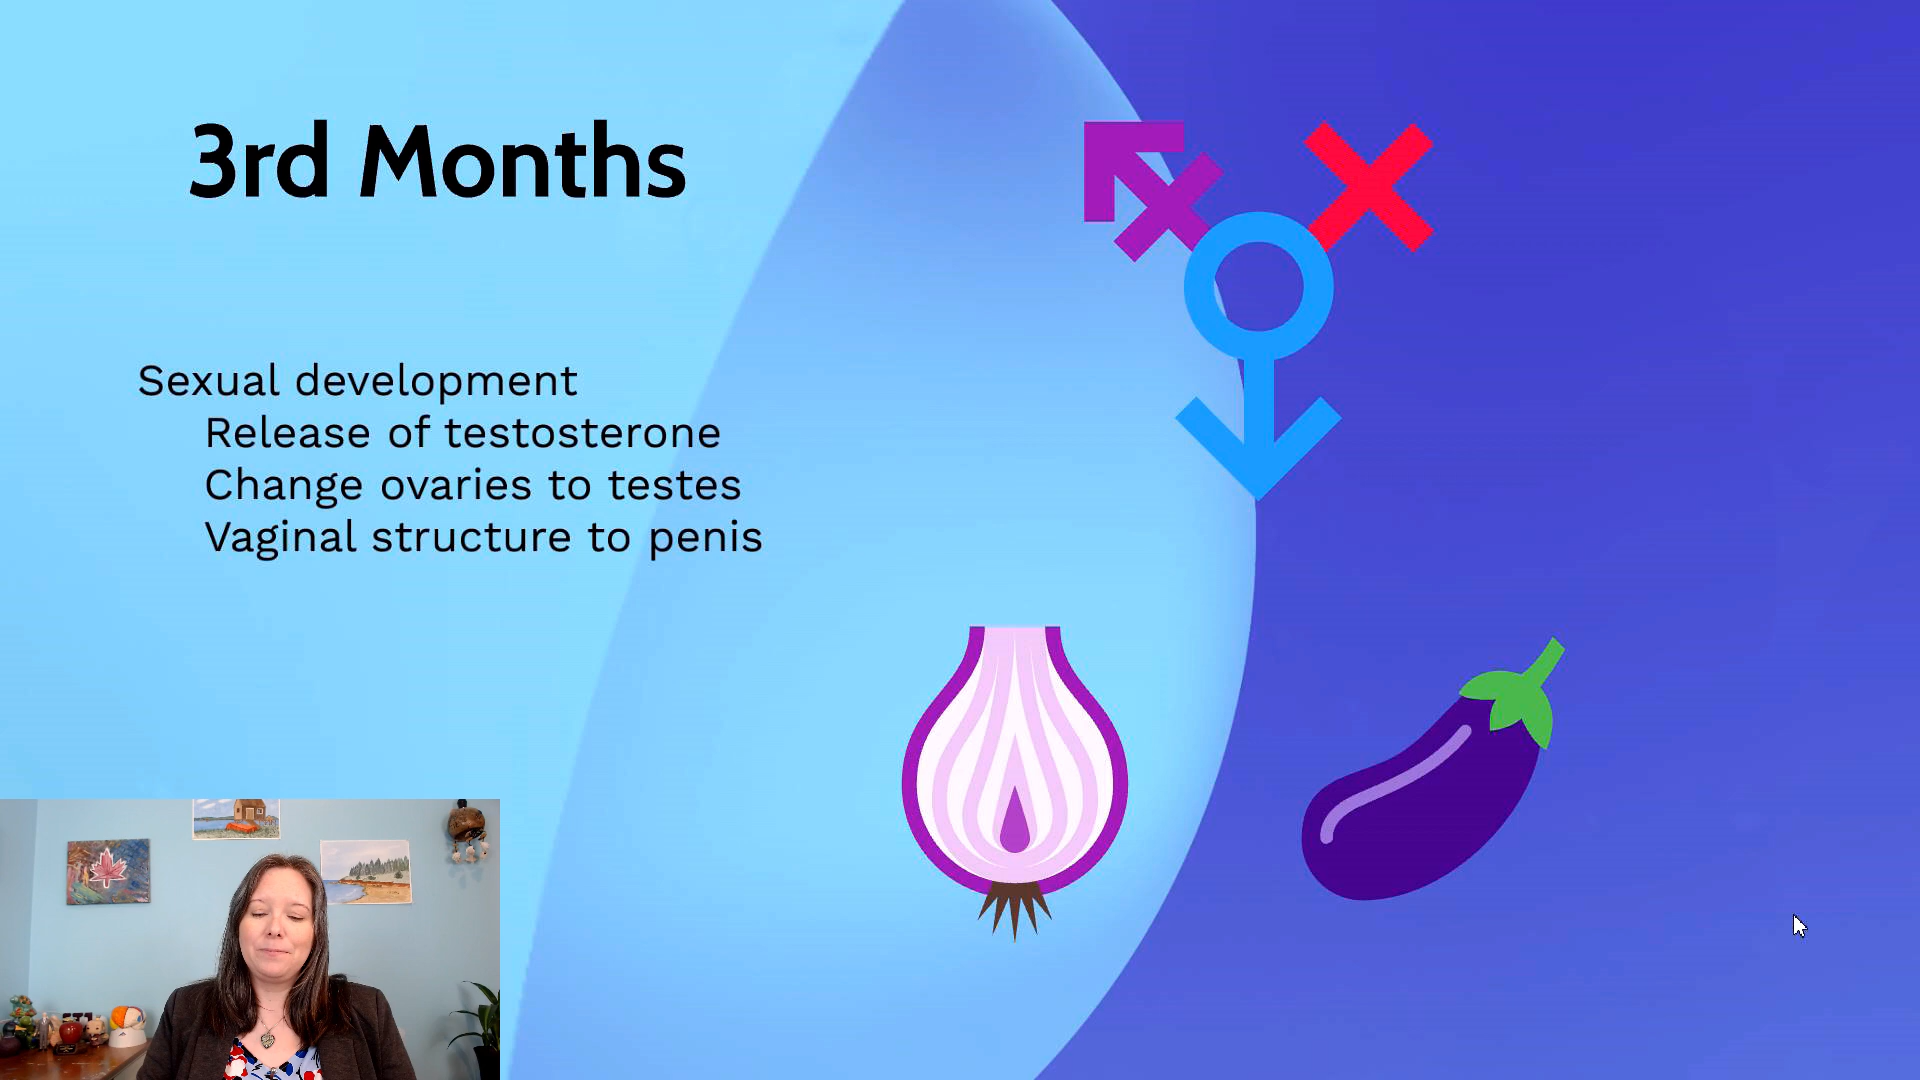 3rd Months
Sexual development
Release of testosterone
Change ovaries to testes
Vaginal structure to penis